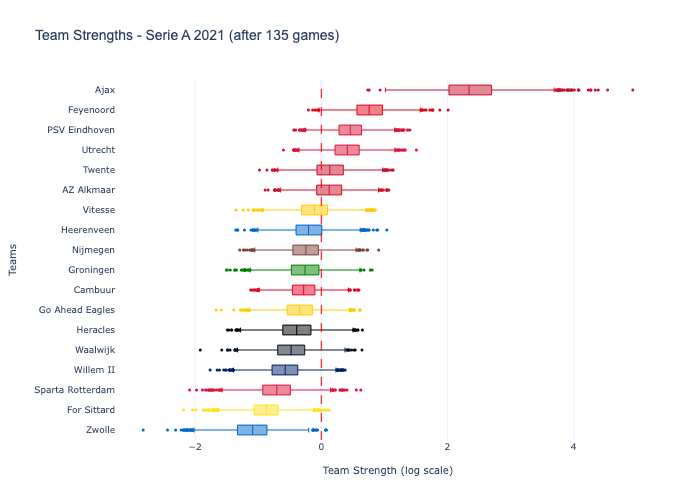 Team Strengths - Serie A 2021 (after 135 games)
Ajax
Feyenoord
PSV Eindhoven
Utrecht
Twente
AZ Alkmaar
Vitesse
Heerenveen
Nijmegen
Groningen
Cambuur
Go Ahead Eagles
Heracles
Waalwijk
Willem II
Sparta Rotterdam
For Sittard
Zwolle
Teams
−2
0
2
4
Team Strength (log scale)